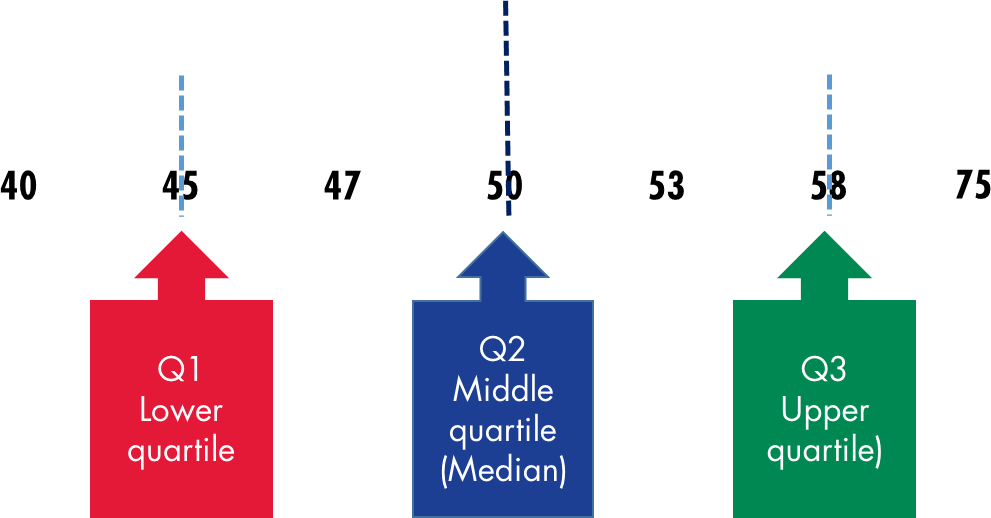 40 45 47 50 53 58 75
Q1
Lower
quartile
Q2
Middle
quartile
(Median)
Q3
Upper
quartile)